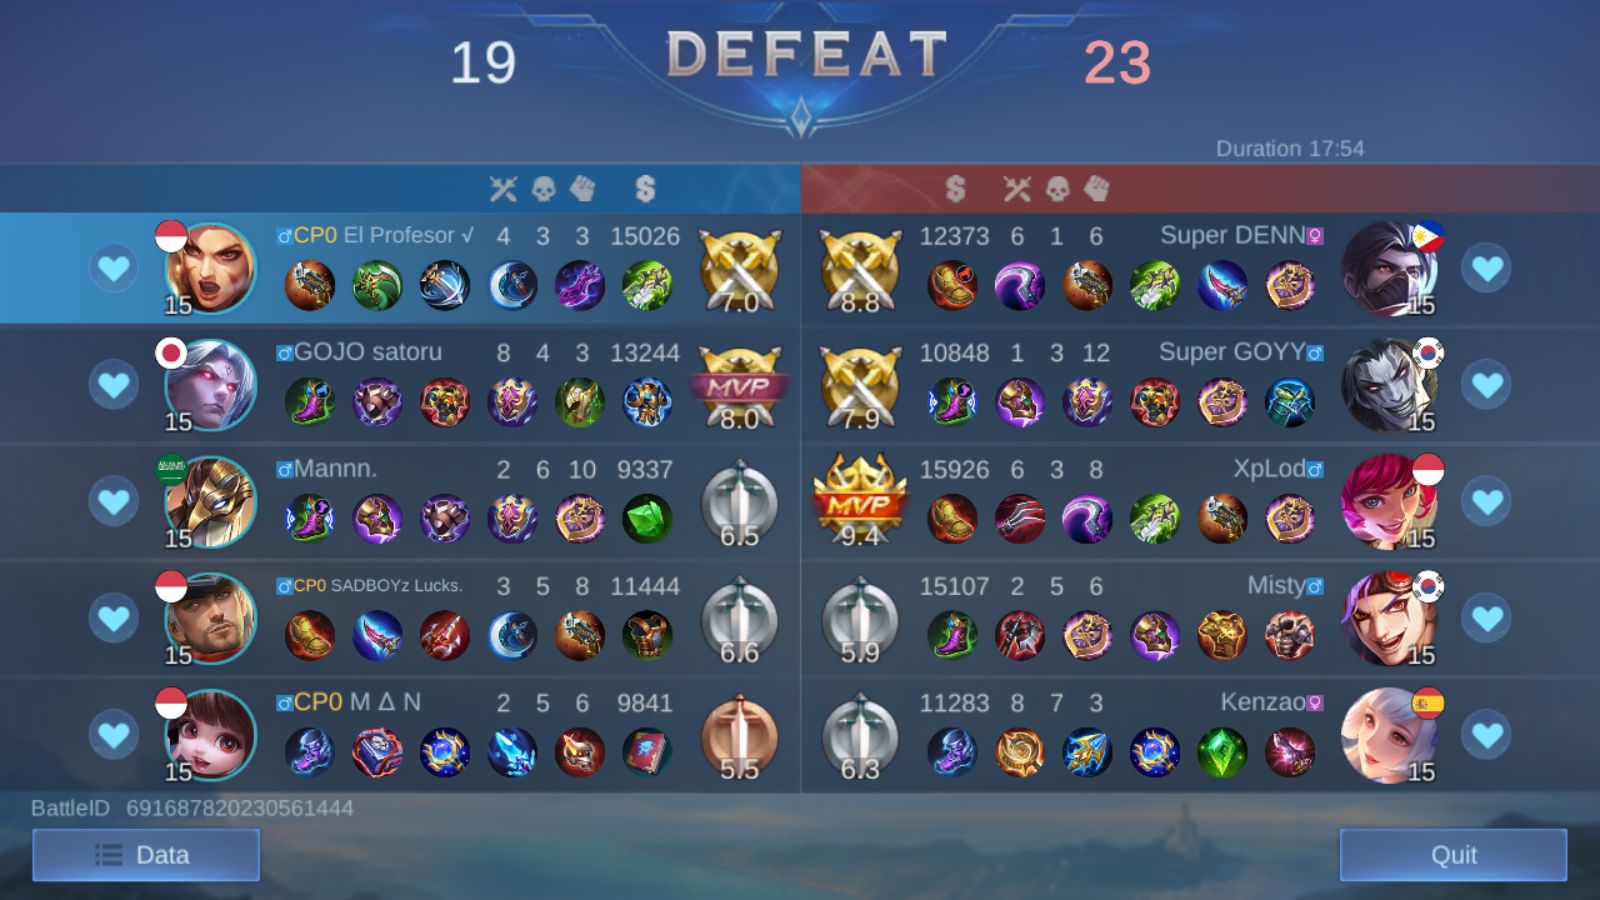 19 DEFEAT 23
Duration 17:54
CP0 El Profesor √ 4 3 3 15026 7.0 15
8.8 12373 6 1 6 Super DENN 15
GOJO satoru 8 4 3 13244 MVP 8.0 15
7.9 10848 1 3 12 Super GOYY 15
Mannn. 2 6 10 9337 6.5 15
MVP 9.4 15926 6 3 8 XpLod 15
CP0 SADBOYz Lucks. 3 5 8 11444 6.6 15
5.9 15107 2 5 6 Misty 15
CP0 M Δ N 2 5 6 9841 5.5 15
6.3 11283 8 7 3 Kenzao 15
BattleID 691687820230561444
Data
Quit